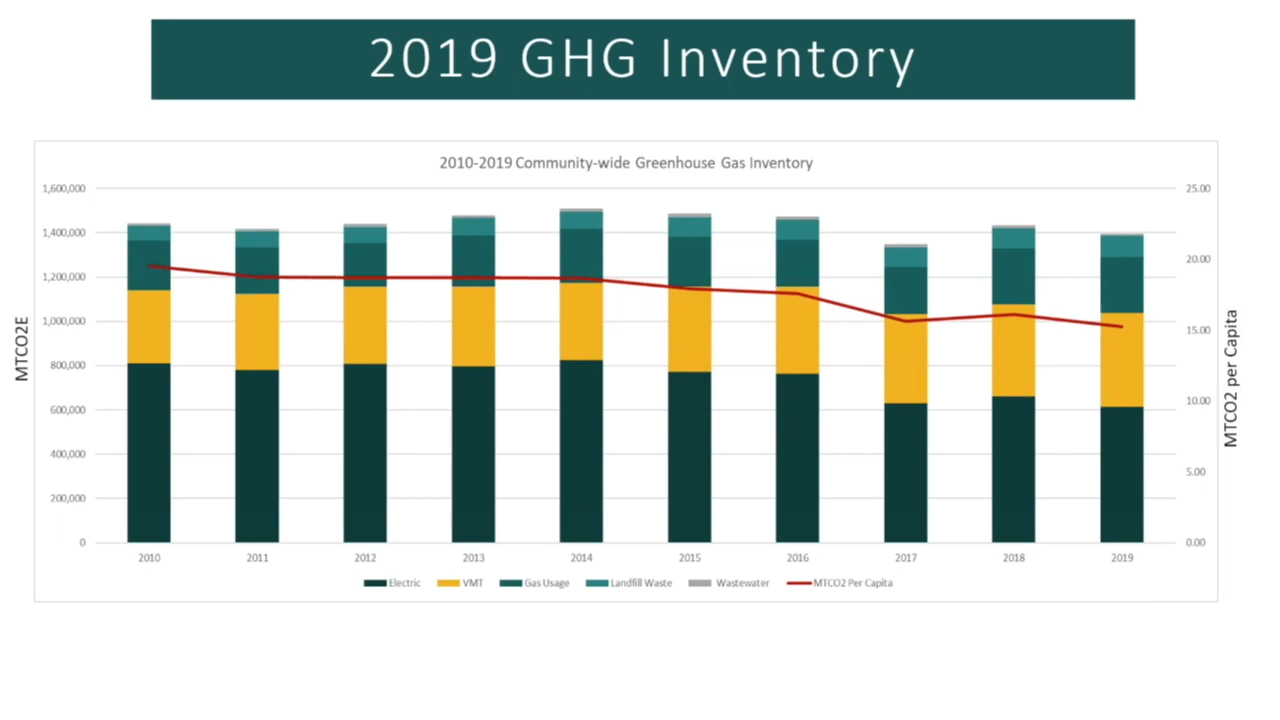 2019 GHG Inventory
2010-2019 Community-wide Greenhouse Gas Inventory
1,600,000
1,400,000
1,200,000
1,000,000
800,000
600,000
400,000
200,000
0
MTCO2E
25.00
20.00
15.00
10.00
5.00
0.00
MTCO2 per Capita
2010 2011 2012 2013 2014 2015 2016 2017 2018 2019
Electric VMT Gas Usage Landfill Waste Wastewater MTCO2 Per Capita